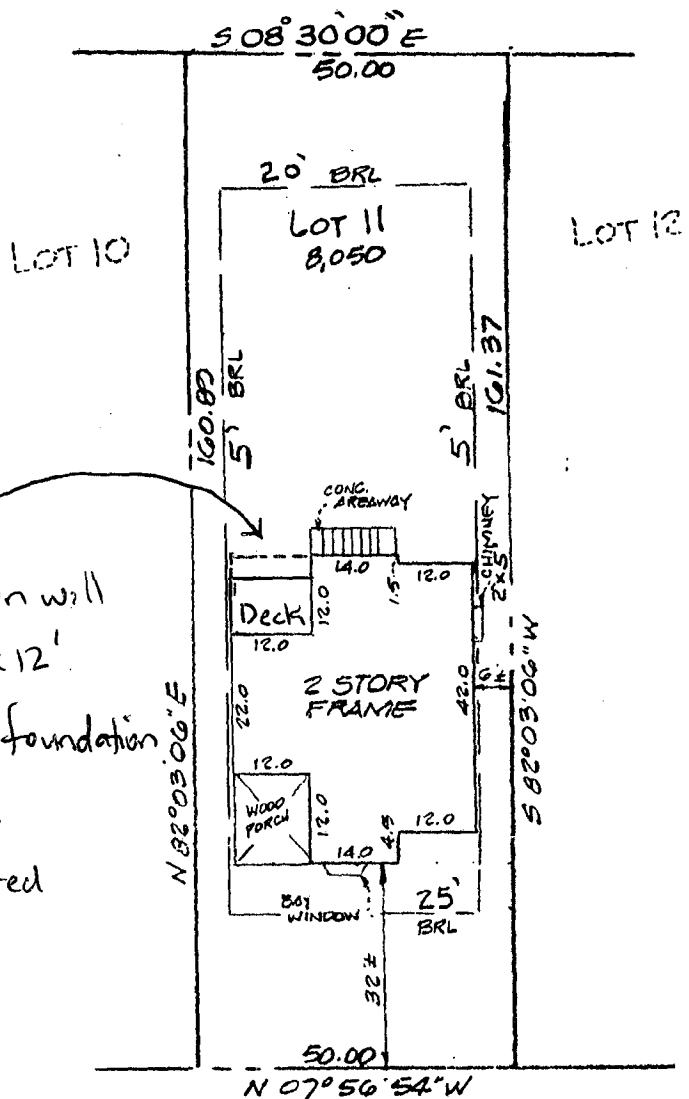 S 08° 30' 00" E
50.00
20' BRL
LOT 11
8,050
LOT 10
LOT 12
160.89
5' BRL
5' BRL
161.37
CONC.
AREAWAY
14.0
1.5
12.0
CHIMNEY
2x5
Deck
12.0
12.0
n will
x 12'
foundation
ed
2 STORY
FRAME
22.0
42.0
6'±
N 82°03'06" E
S 82°03'06" W
12.0
WOOD
PORCH
12.0
14.0
4.5
12.0
BAY
WINDOW
25'
BRL
32'±
50.00
N 07° 56' 54" W